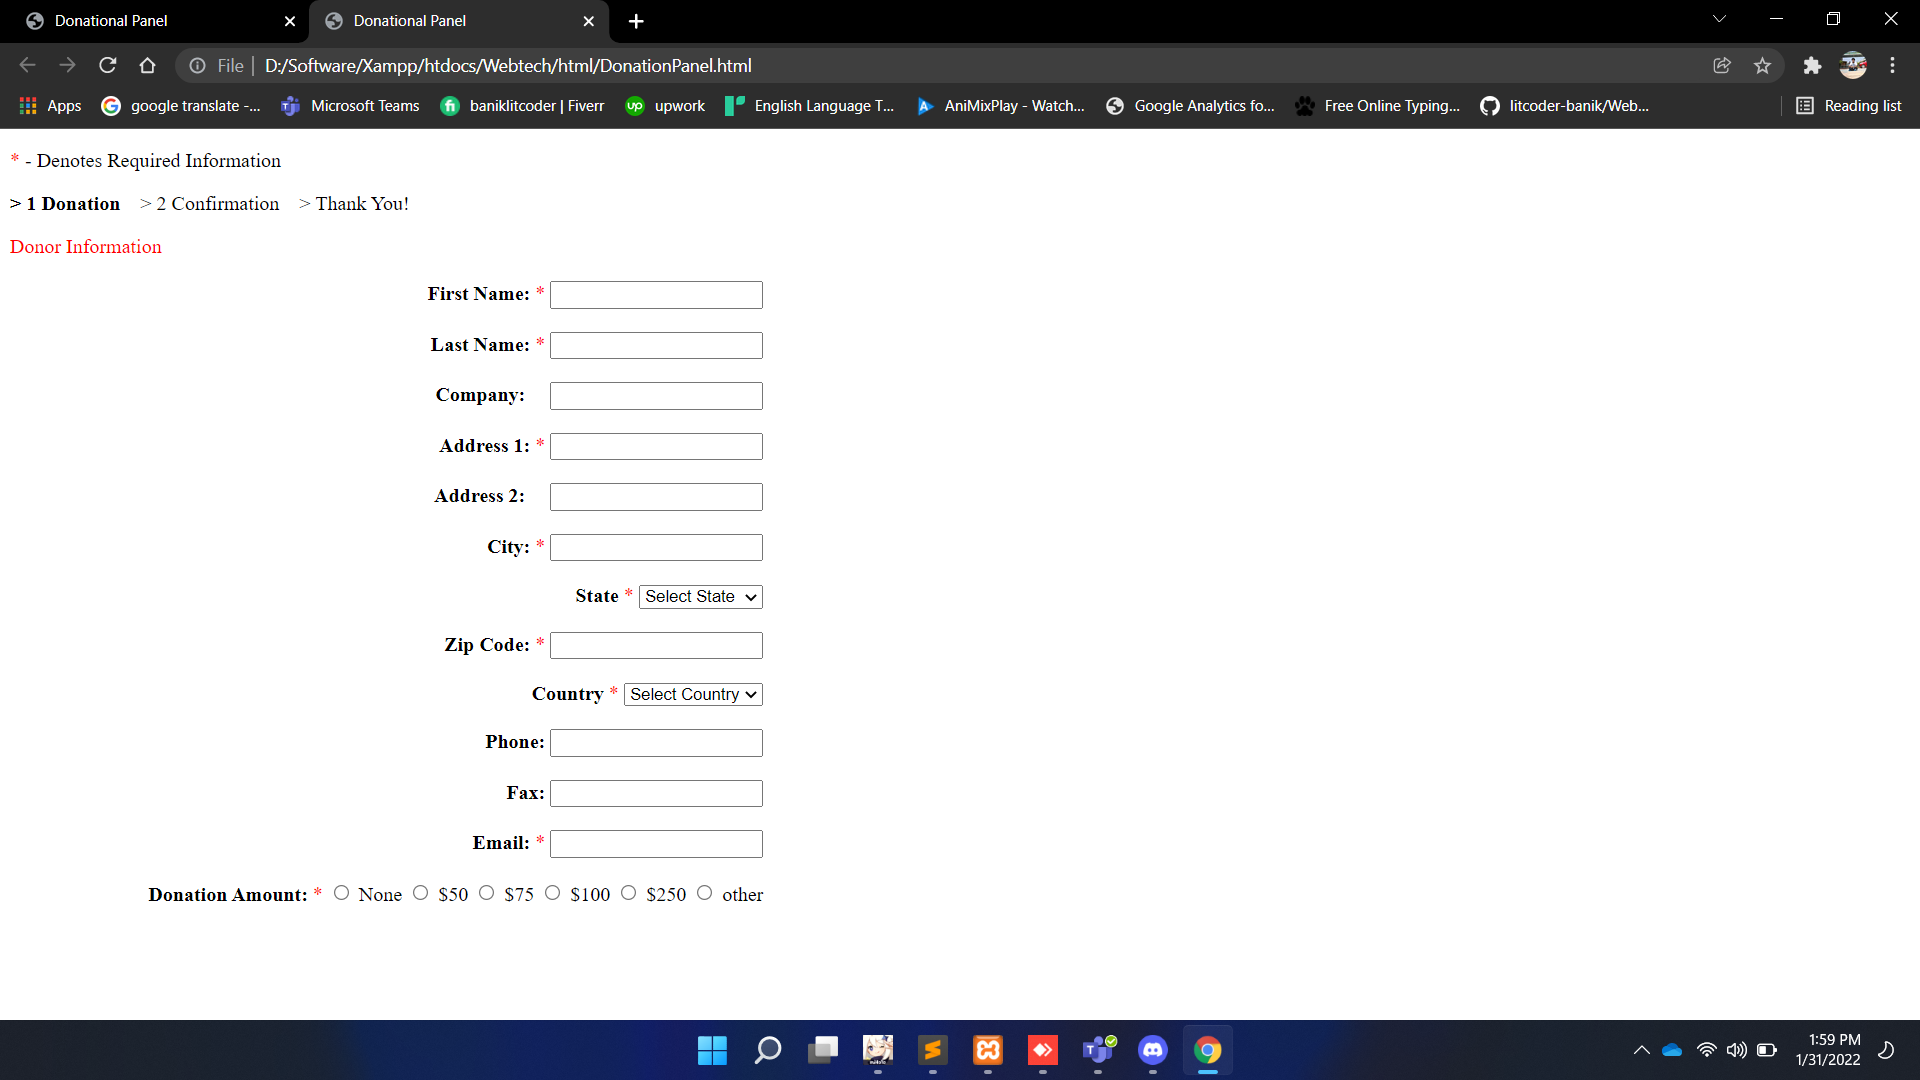 Donational Panel
Donational Panel
File | D:/Software/Xampp/htdocs/Webtech/html/DonationPanel.html
Apps google translate -... Microsoft Teams baniklitcoder | Fiverr upwork English Language T... AniMixPlay - Watch... Google Analytics fo... Free Online Typing... litcoder-banik/Web... Reading list
* - Denotes Required Information
> 1 Donation > 2 Confirmation > Thank You!
Donor Information
First Name: *
Last Name: *
Company:
Address 1: *
Address 2:
City: *
State * Select State
Zip Code: *
Country * Select Country
Phone:
Fax:
Email: *
Donation Amount: * None $50 $75 $100 $250 other
1:59 PM
1/31/2022